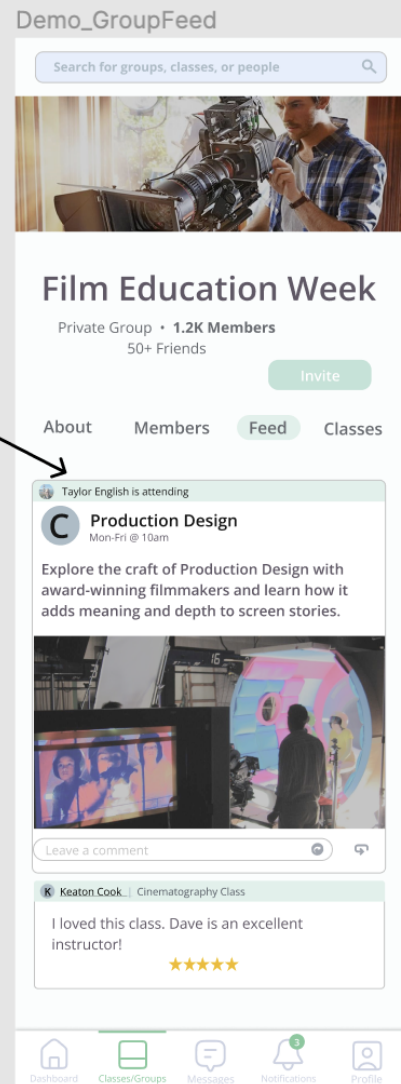 Demo_GroupFeed
Search for groups, classes, or people
Film Education Week
Private Group • 1.2K Members
50+ Friends
Invite
About Members Feed Classes
Taylor English is attending
C Production Design
Mon-Fri @ 10am
Explore the craft of Production Design with
award-winning filmmakers and learn how it
adds meaning and depth to screen stories.
Leave a comment
K Keaton Cook | Cinematography Class
I loved this class. Dave is an excellent
instructor!
3
Dashboard Classes/Groups Messages Notifications Profile